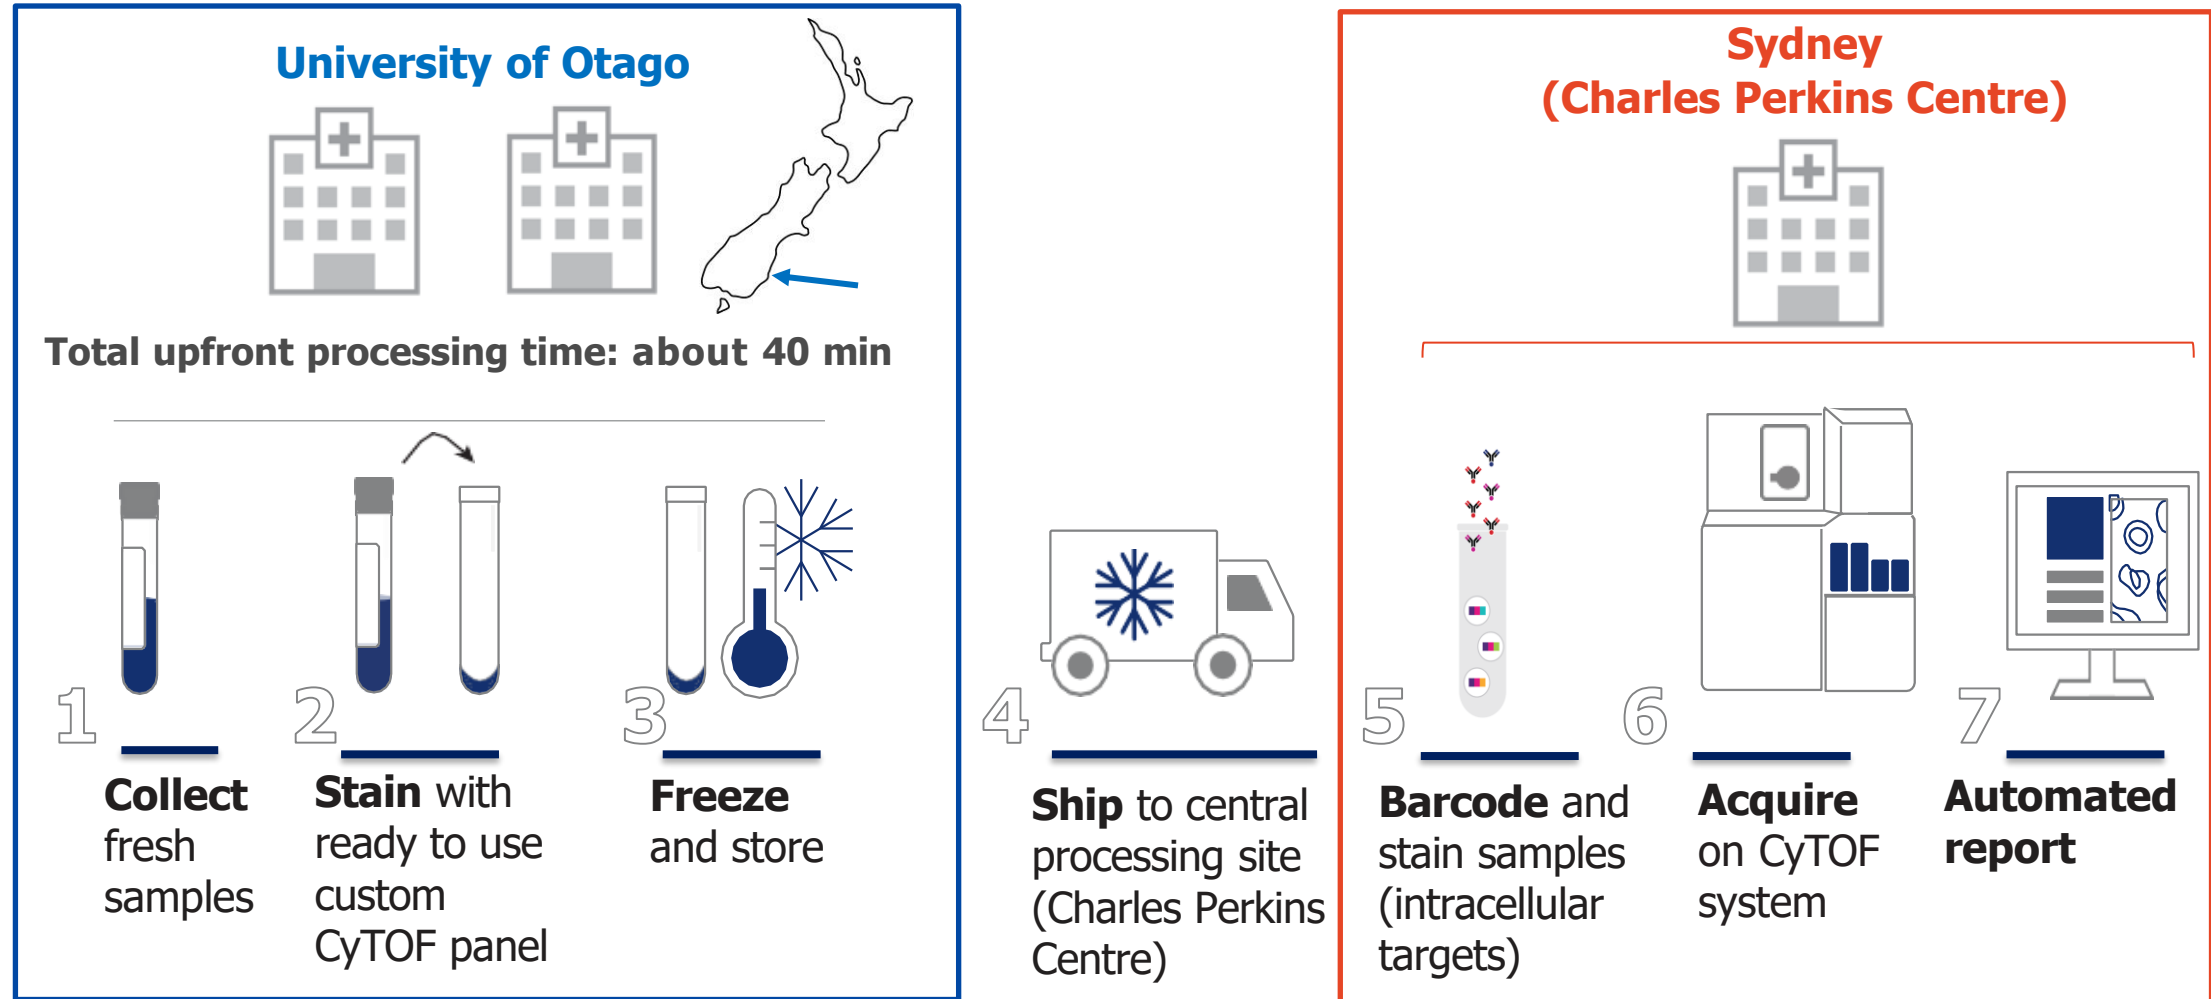 University of Otago
Total upfront processing time: about 40 min
1
Collect
fresh
samples
2
Stain with
ready to use
custom
CyTOF panel
3
Freeze
and store
4
Ship to central
processing site
(Charles Perkins
Centre)
Sydney
(Charles Perkins Centre)
5
Barcode and
stain samples
(intracellular
targets)
6
Acquire
on CyTOF
system
7
Automated
report